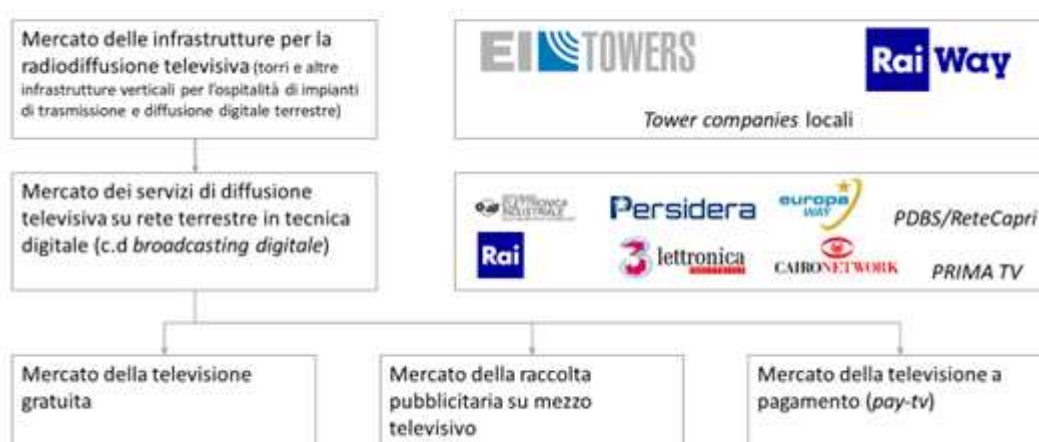 Mercato delle infrastrutture per la
radiodiffusione televisiva (torri e altre
infrastrutture verticali per l'ospitalità di impianti
di trasmissione e diffusione digitale terrestre)
EI TOWERS
Rai Way
Tower companies locali
Mercato dei servizi di diffusione
televisiva su rete terrestre in tecnica
digitale (c.d broadcasting digitale)
ELETTRONICA
INDUSTRIALE
Persidera
europa
WAY
PDBS/ReteCapri
Rai
3lettronica
CAIRONETWORK
PRIMA TV
Mercato della televisione
gratuita
Mercato della raccolta
pubblicitaria su mezzo
televisivo
Mercato della televisione a
pagamento (pay-tv)